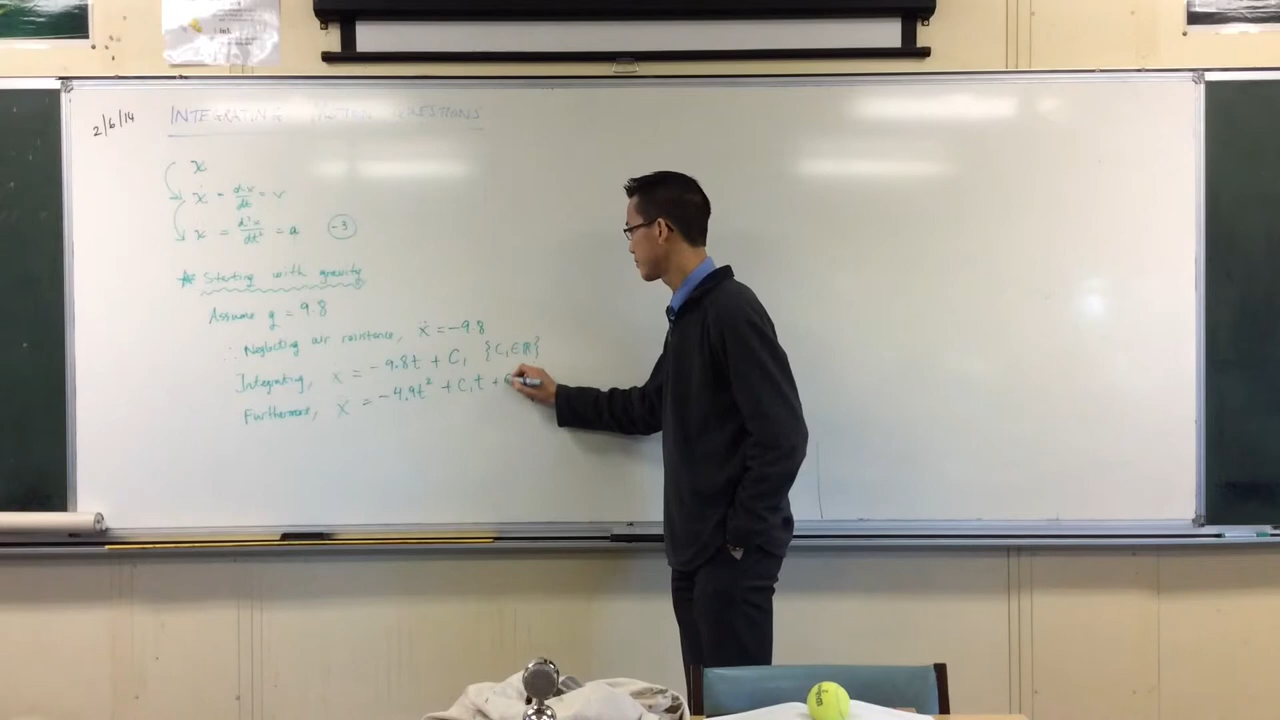 2/6/14
INTEGRATING MOTION QUESTIONS
x
ẋ = dx/dt = v
ẍ = d²x/dt² = a -3
* Starting with gravity
Assume g = 9.8
∴ Neglecting air resistance, ẍ = -9.8
Integrating, ẋ = -9.8t + C₁ {C₁∈ℝ}
Furthermore, x = -4.9t² + C₁t +